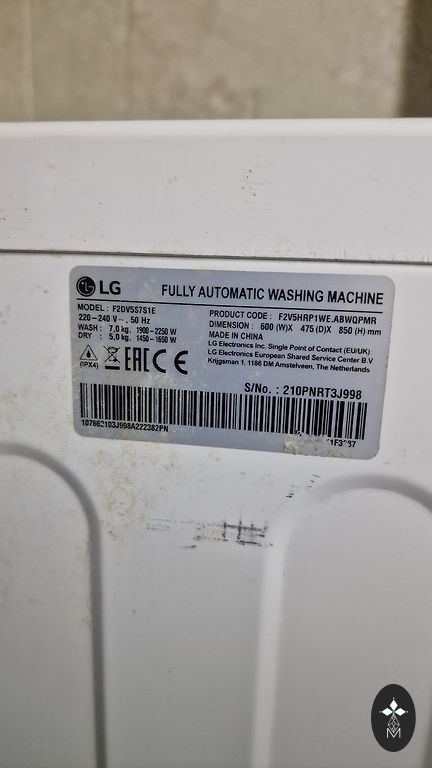 LG FULLY AUTOMATIC WASHING MACHINE
MODEL : F2DV5S7S1E
220-240 V~, 50 Hz
WASH : 7,0 kg, 1900-2250 W
DRY : 5,0 kg, 1450-1650 W
(IPX4) EAC CE
PRODUCT CODE : F2V5HRP1WE.ABWQPMR
DIMENSION : 600 (W)X 475 (D)X 850 (H) mm
MADE IN CHINA
LG Electronics Inc. Single Point of Contact (EU/UK) :
LG Electronics European Shared Service Center B.V.
Krijgsman 1, 1186 DM Amstelveen, The Netherlands
S/No. : 210PNRT3J998
107662103J998A222382PN
M